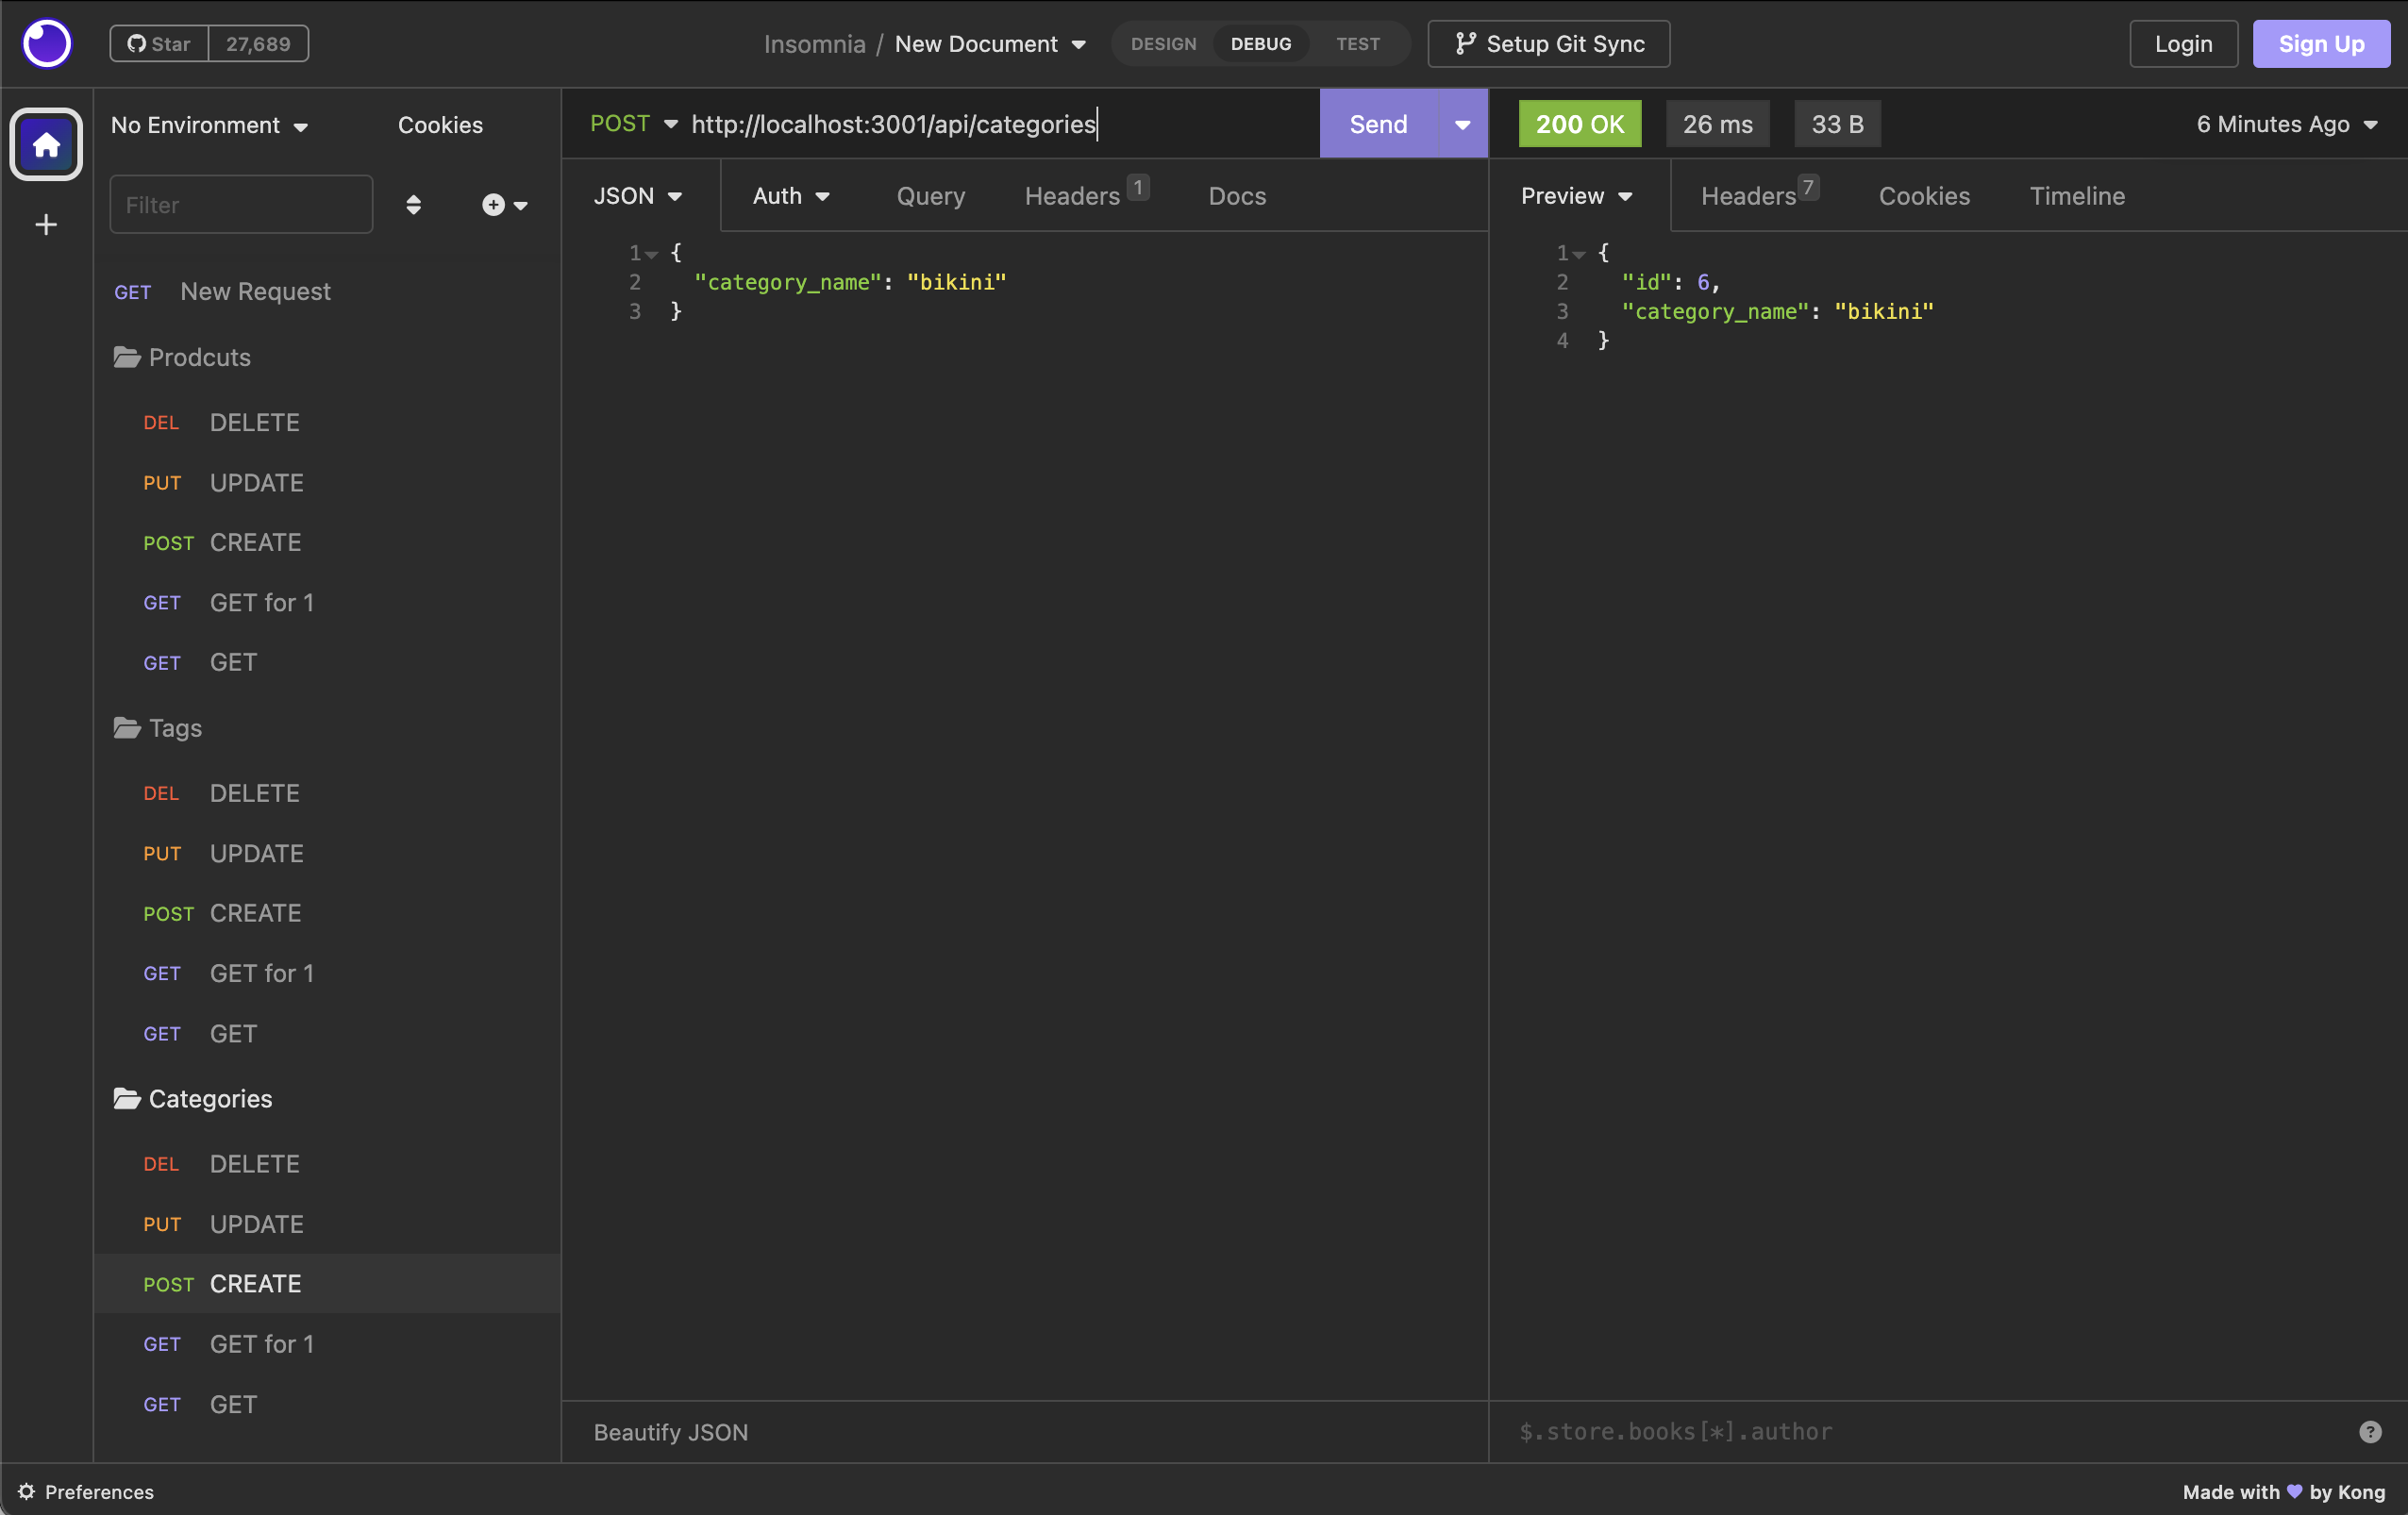 Star 27,689
Insomnia / New Document
DESIGN DEBUG TEST
Setup Git Sync
Login
Sign Up
No Environment
Cookies
Filter
GET New Request
Prodcuts
DEL DELETE
PUT UPDATE
POST CREATE
GET GET for 1
GET GET
Tags
DEL DELETE
PUT UPDATE
POST CREATE
GET GET for 1
GET GET
Categories
DEL DELETE
PUT UPDATE
POST CREATE
GET GET for 1
GET GET
POST http://localhost:3001/api/categories
Send
JSON Auth Query Headers 1 Docs
1 {
2 "category_name": "bikini"
3 }
Beautify JSON
200 OK 26 ms 33 B 6 Minutes Ago
Preview Headers 7 Cookies Timeline
1 {
2 "id": 6,
3 "category_name": "bikini"
4 }
$.store.books[*].author
?
Preferences
Made with 💜 by Kong